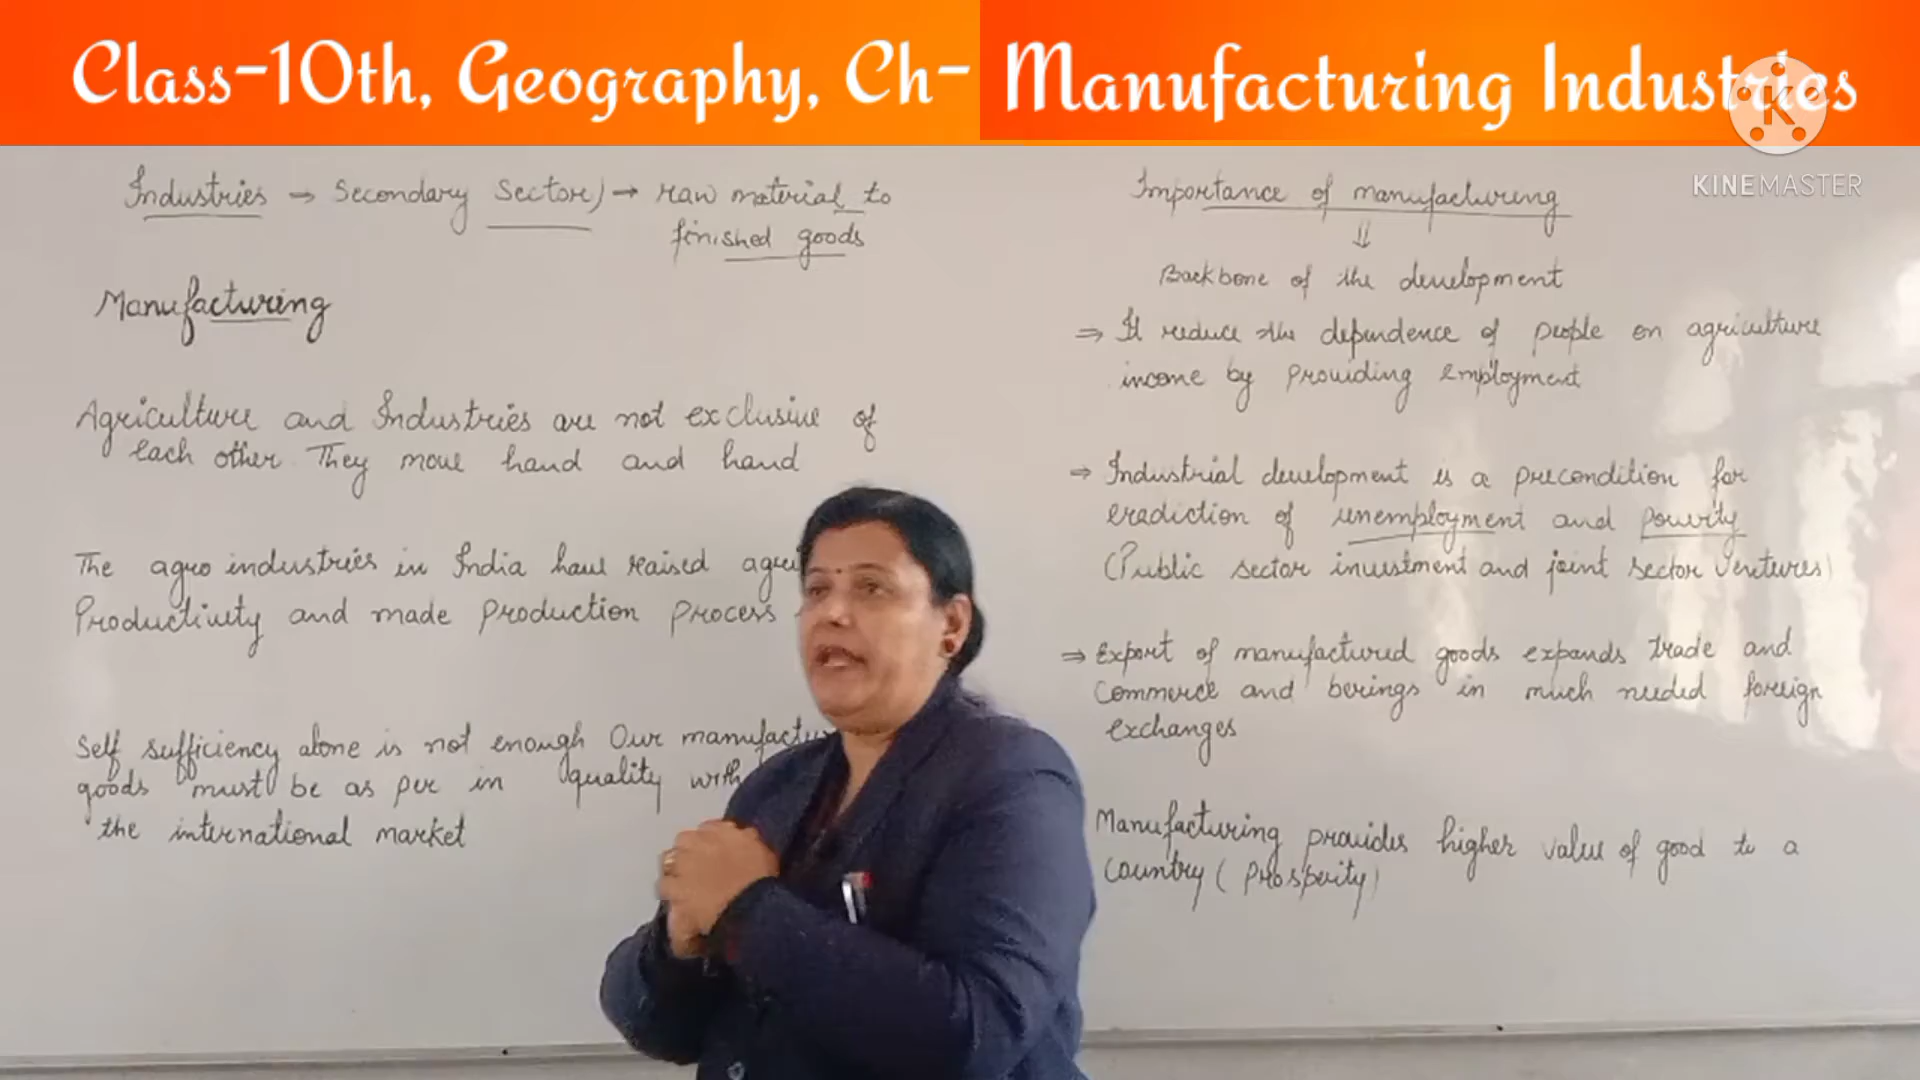 Class-10th, Geography, Ch- Manufacturing Industries
KINEMASTER
Industries → Secondary Sector) → raw material to
finished goods
Manufacturing
Agriculture and Industries are not exclusive of
each other. They move hand and hand
The agro industries in India have raised
Productivity and made production process
Self sufficiency alone is not enough Our
goods must be as per in quality with
the international market
Importance of manufacturing
⇓
Backbone of the development
⇒ It reduce the dependence of people on agriculture
income by providing employment
⇒ Industrial development is a precondition for
eradiction of unemployment and poverty
(Public sector investment and joint sector ventures)
⇒ Export of manufactured goods expands trade and
Commerce and berings in much needed foreign
exchanges
Manufacturing provides higher value of good to a
country (Prosperity)